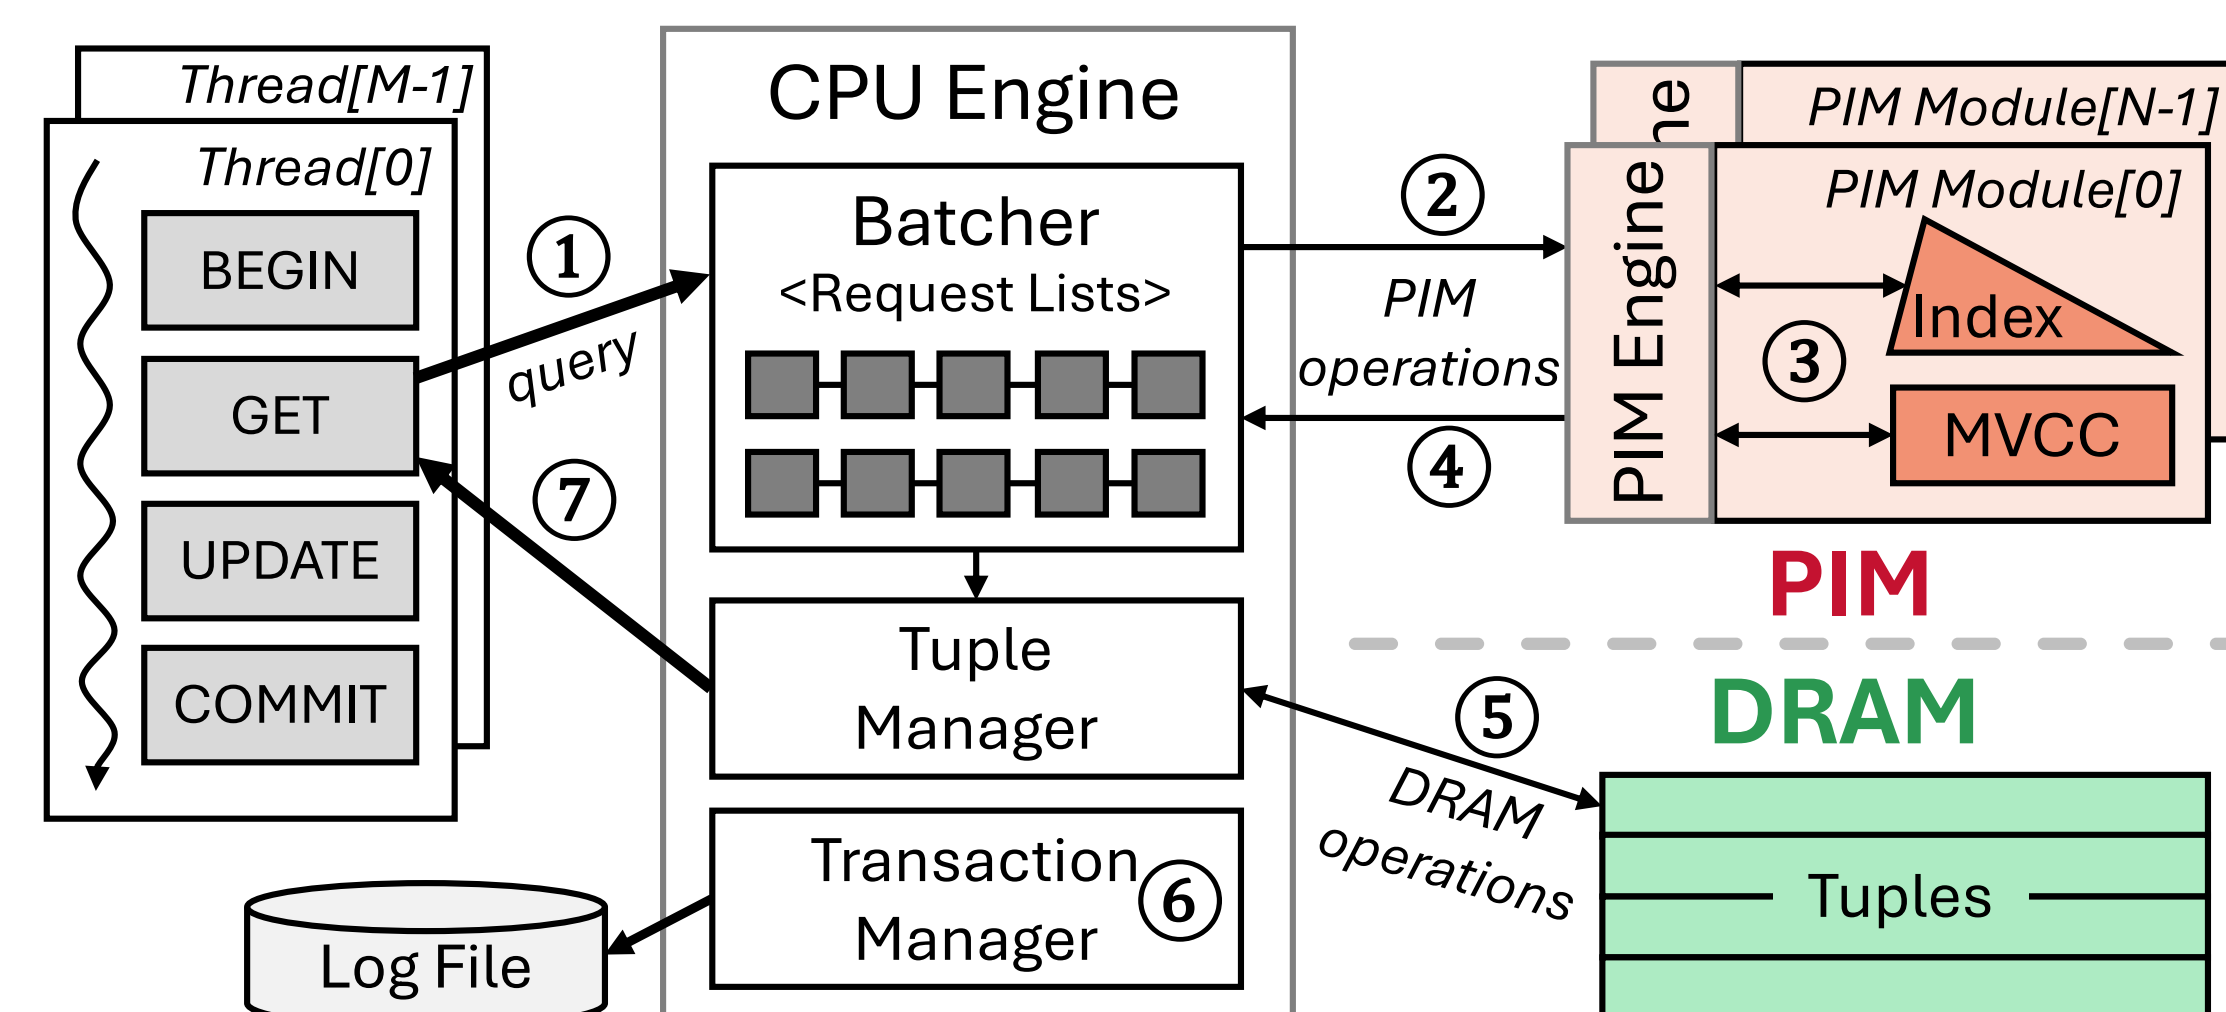 Thread[M-1]
Thread[0]
BEGIN
GET
UPDATE
COMMIT
①
query
⑦
Log File
CPU Engine
Batcher
<Request Lists>
Tuple
Manager
Transaction
Manager
⑥
②
PIM
operations
④
⑤
DRAM
operations
ne
PIM Module[N-1]
PIM Engine
PIM Module[0]
Index
③
MVCC
PIM
DRAM
Tuples